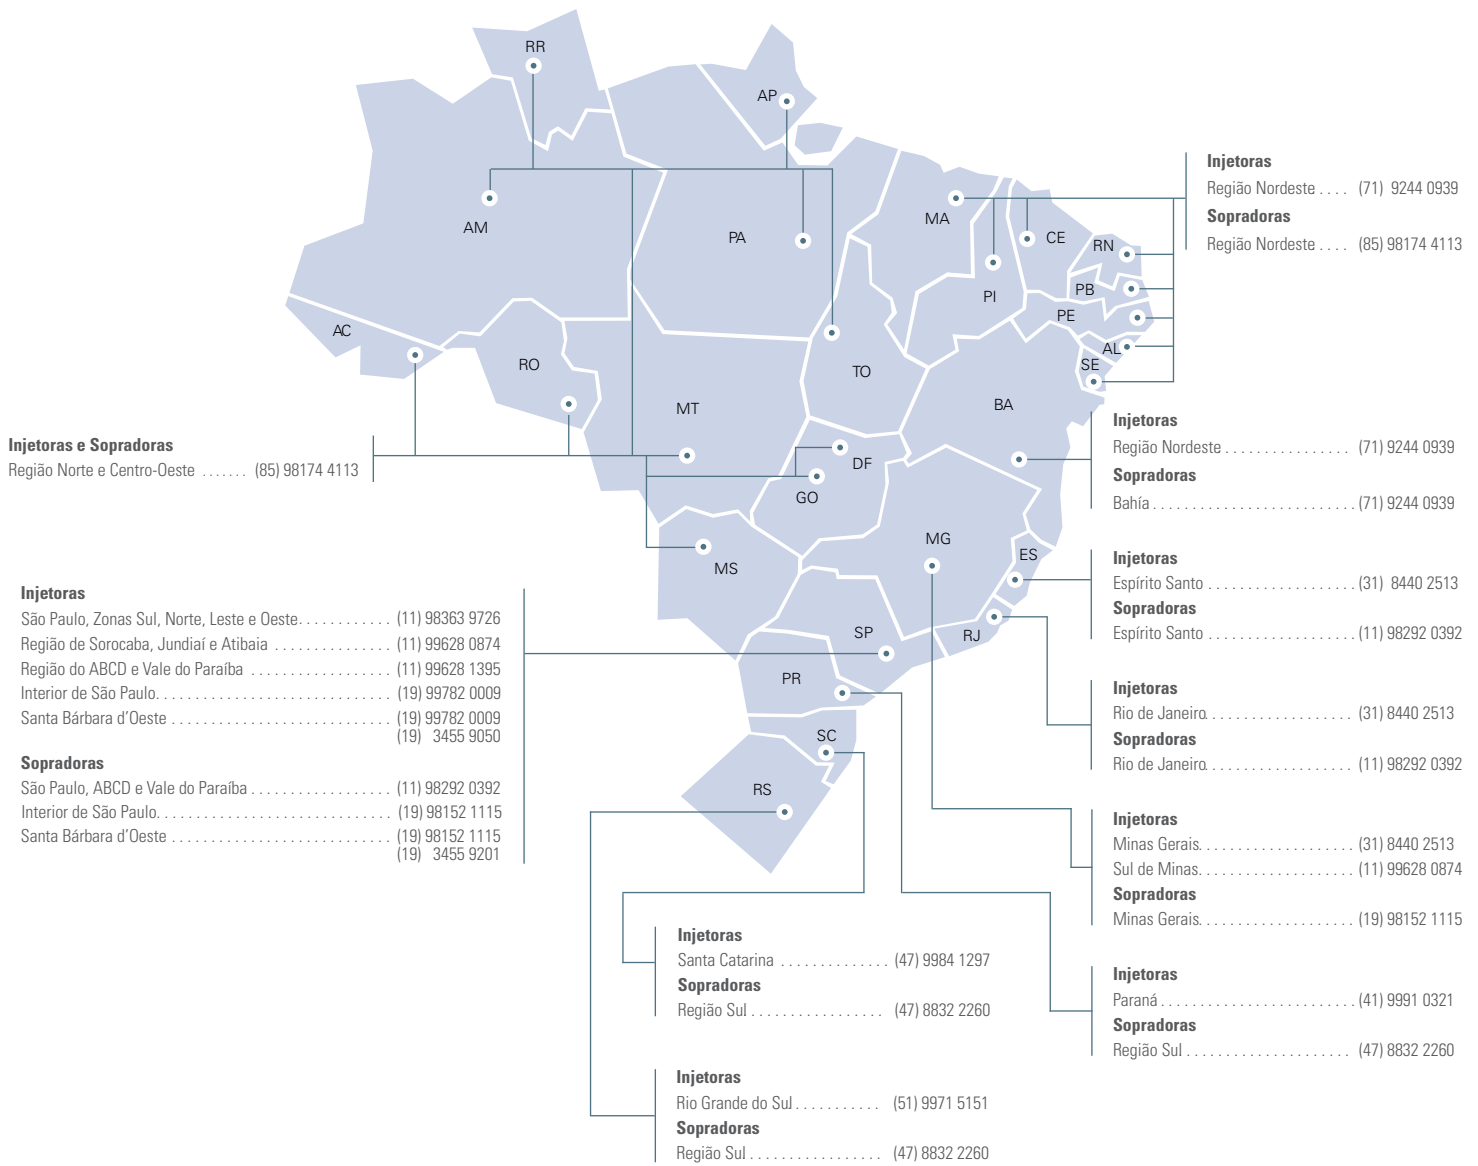 RR
AP
AM
PA
MA
CE
RN
PI
PB
PE
AL
SE
AC
RO
TO
MT
BA
DF
GO
MG
ES
MS
SP
RJ
PR
SC
RS
Injetoras
Região Nordeste . . . . (71) 9244 0939
Sopradoras
Região Nordeste . . . . (85) 98174 4113
Injetoras e Sopradoras
Região Norte e Centro-Oeste . . . . . . . (85) 98174 4113
Injetoras
Região Nordeste . . . . . . . . . . . . . . . . (71) 9244 0939
Sopradoras
Bahía . . . . . . . . . . . . . . . . . . . . . . . . . (71) 9244 0939
Injetoras
Espírito Santo . . . . . . . . . . . . . . . . . . . (31) 8440 2513
Sopradoras
Espírito Santo . . . . . . . . . . . . . . . . . . . (11) 98292 0392
Injetoras
São Paulo, Zonas Sul, Norte, Leste e Oeste. . . . . . . . . . . . (11) 98363 9726
Região de Sorocaba, Jundiaí e Atibaia . . . . . . . . . . . . . . . (11) 99628 0874
Região do ABCD e Vale do Paraíba . . . . . . . . . . . . . . . . . . (11) 99628 1395
Interior de São Paulo. . . . . . . . . . . . . . . . . . . . . . . . . . . . . . (19) 99782 0009
Santa Bárbara d'Oeste . . . . . . . . . . . . . . . . . . . . . . . . . . . . (19) 99782 0009
(19) 3455 9050
Sopradoras
São Paulo, ABCD e Vale do Paraíba . . . . . . . . . . . . . . . . . . (11) 98292 0392
Interior de São Paulo. . . . . . . . . . . . . . . . . . . . . . . . . . . . . . (19) 98152 1115
Santa Bárbara d'Oeste . . . . . . . . . . . . . . . . . . . . . . . . . . . . (19) 98152 1115
(19) 3455 9201
Injetoras
Rio de Janeiro. . . . . . . . . . . . . . . . . . . (31) 8440 2513
Sopradoras
Rio de Janeiro. . . . . . . . . . . . . . . . . . . (11) 98292 0392
Injetoras
Minas Gerais. . . . . . . . . . . . . . . . . . . . (31) 8440 2513
Sul de Minas. . . . . . . . . . . . . . . . . . . . (11) 99628 0874
Sopradoras
Minas Gerais. . . . . . . . . . . . . . . . . . . . (19) 98152 1115
Injetoras
Santa Catarina . . . . . . . . . . . . . . (47) 9984 1297
Sopradoras
Região Sul . . . . . . . . . . . . . . . . . (47) 8832 2260
Injetoras
Paraná . . . . . . . . . . . . . . . . . . . . . . . . . (41) 9991 0321
Sopradoras
Região Sul . . . . . . . . . . . . . . . . . . . . . (47) 8832 2260
Injetoras
Rio Grande do Sul . . . . . . . . . . . (51) 9971 5151
Sopradoras
Região Sul . . . . . . . . . . . . . . . . . (47) 8832 2260